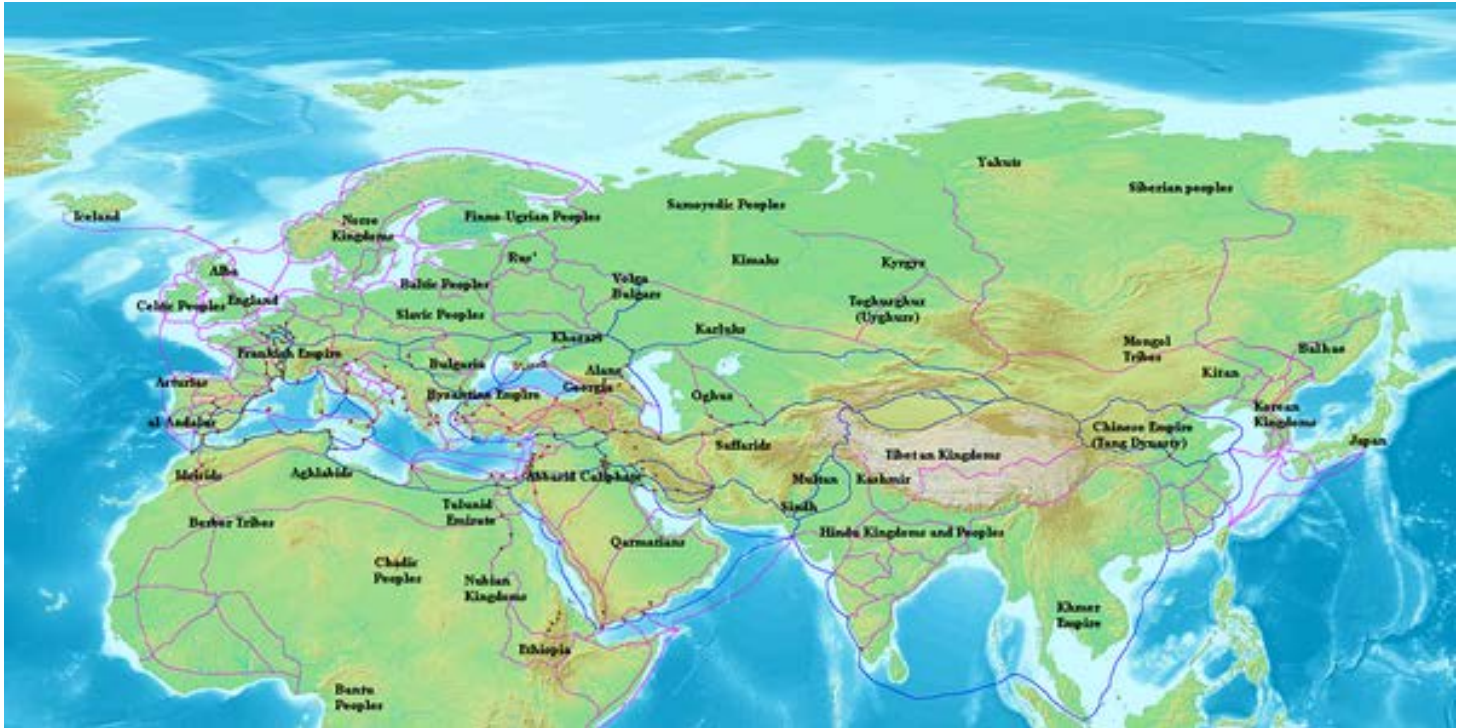 Yakuts
Siberian peoples
Samoyedic Peoples
Iceland
Norse
Kingdoms
Finno-Ugrian Peoples
Rus'
Kimaks
Kyrgyz
Alba
Baltic Peoples
Volga
Bulgars
Celtic Peoples
England
Toghuzghuz
(Uyghurs)
Slavic Peoples
Karluks
Khazars
Mongol
Tribes
Balhae
Frankish Empire
Bulgaria
Alans
Kitan
Asturias
Georgia
Byzantine Empire
Oghuz
Korean
Kingdoms
al-Andalus
Chinese Empire
(Tang Dynasty)
Japan
Saffarids
Tibetan Kingdoms
Idrisids
Aghlabids
Abbasid Caliphate
Multan
Kashmir
Tulunid
Emirate
Sindh
Berber Tribes
Hindu Kingdoms and Peoples
Qarmatians
Chadic
Peoples
Nubian
Kingdoms
Khmer
Empire
Ethiopia
Bantu
Peoples